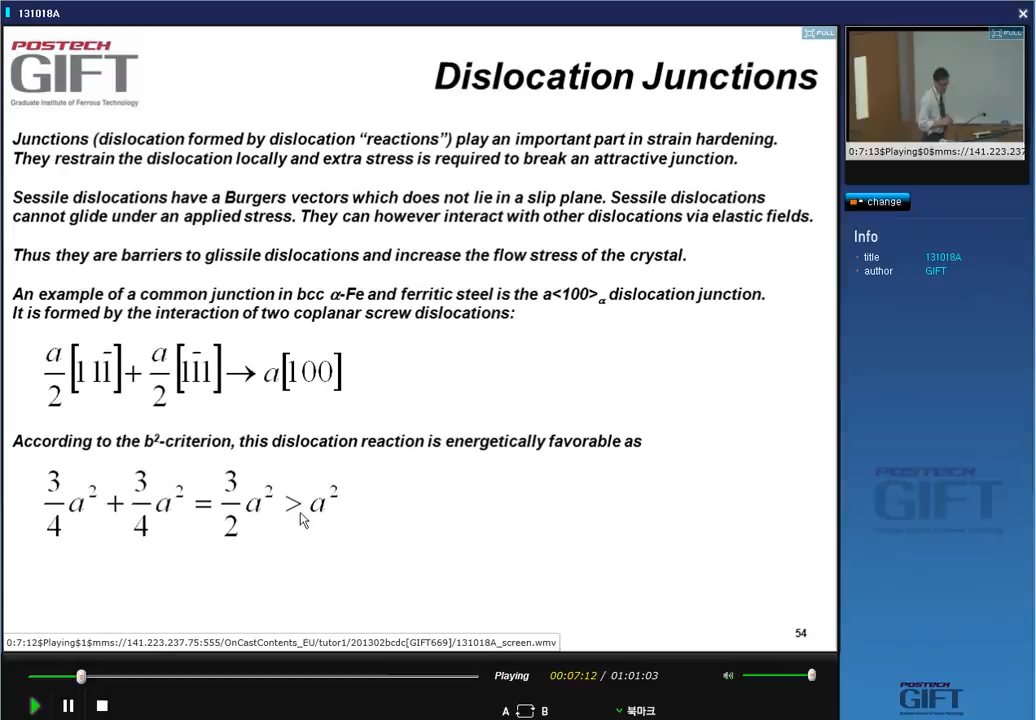 131018A
POSTECH
GIFT
Graduate Institute of Ferrous Technology
FULL
FULL
Dislocation Junctions
Junctions (dislocation formed by dislocation “reactions”) play an important part in strain hardening.
They restrain the dislocation locally and extra stress is required to break an attractive junction.
Sessile dislocations have a Burgers vectors which does not lie in a slip plane. Sessile dislocations
cannot glide under an applied stress. They can however interact with other dislocations via elastic fields.
Thus they are barriers to glissile dislocations and increase the flow stress of the crystal.
An example of a common junction in bcc α-Fe and ferritic steel is the a<100>α dislocation junction.
It is formed by the interaction of two coplanar screw dislocations:
a/2[111̄] + a/2[11̄1] → a[100]
According to the b²-criterion, this dislocation reaction is energetically favorable as
3/4 a² + 3/4 a² = 3/2 a² > a²
54
0:7:12$Playing$1$mms://141.223.237.75:555/OnCastContents_EU/tutor1/201302bcdc[GIFT669]/131018A_screen.wmv
0:7:13$Playing$0$mms://141.223.237
change
Info
title 131018A
author GIFT
POSTECH
GIFT
Playing 00:07:12 / 01:01:03
A B 북마크
POSTECH
GIFT